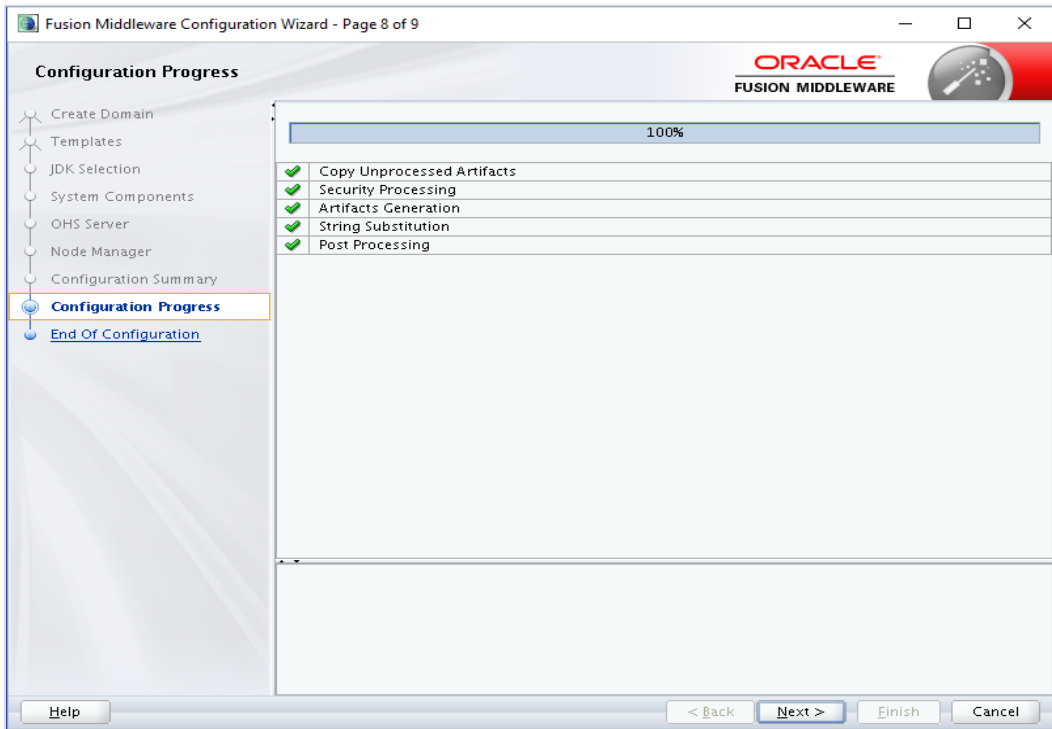 Fusion Middleware Configuration Wizard - Page 8 of 9
Configuration Progress
ORACLE
FUSION MIDDLEWARE
Create Domain
Templates
JDK Selection
System Components
OHS Server
Node Manager
Configuration Summary
Configuration Progress
End Of Configuration
100%
Copy Unprocessed Artifacts
Security Processing
Artifacts Generation
String Substitution
Post Processing
Help
< Back
Next >
Finish
Cancel